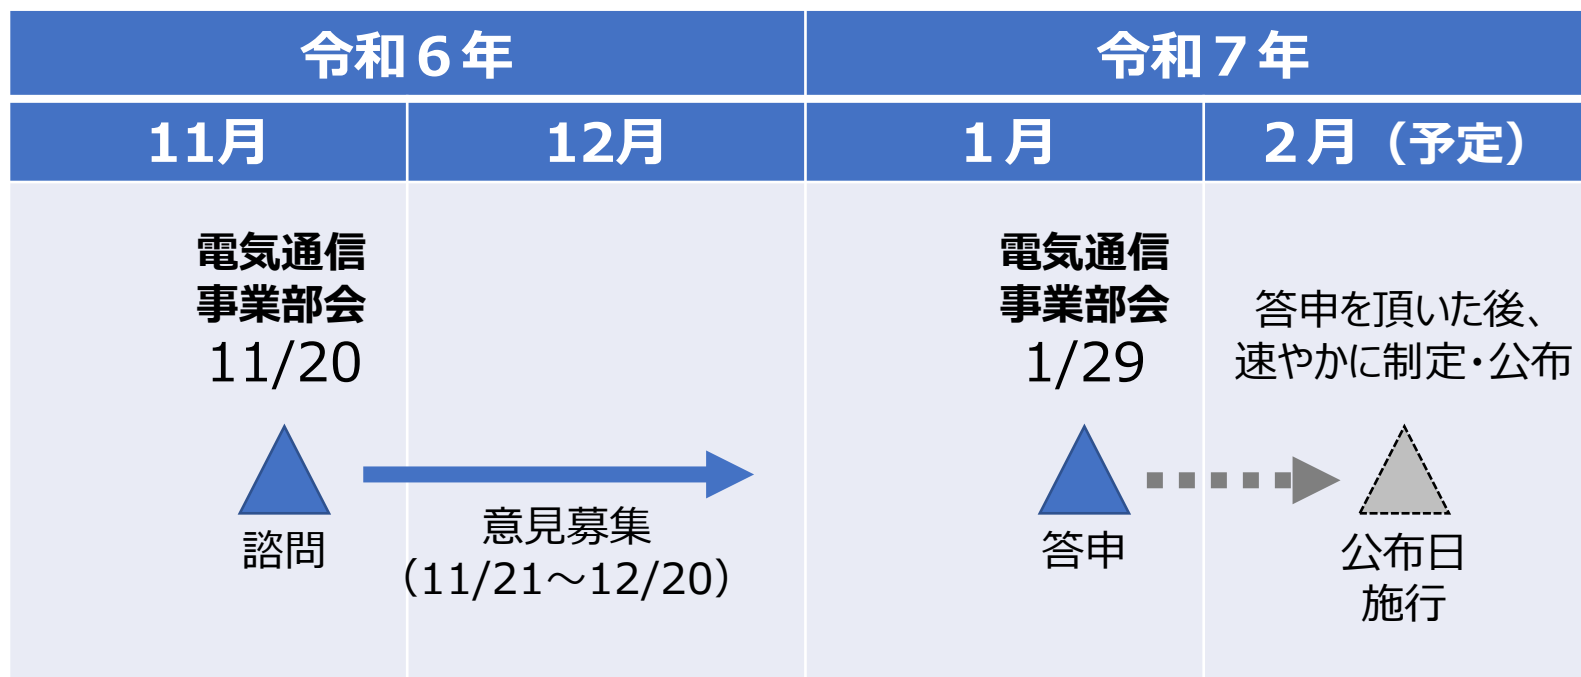 令和６年
令和７年
11月
12月
１月
２月（予定）
電気通信
事業部会
11/20
諮問
意見募集
（11/21～12/20）
電気通信
事業部会
1/29
答申
答申を頂いた後、
速やかに制定・公布
公布日
施行